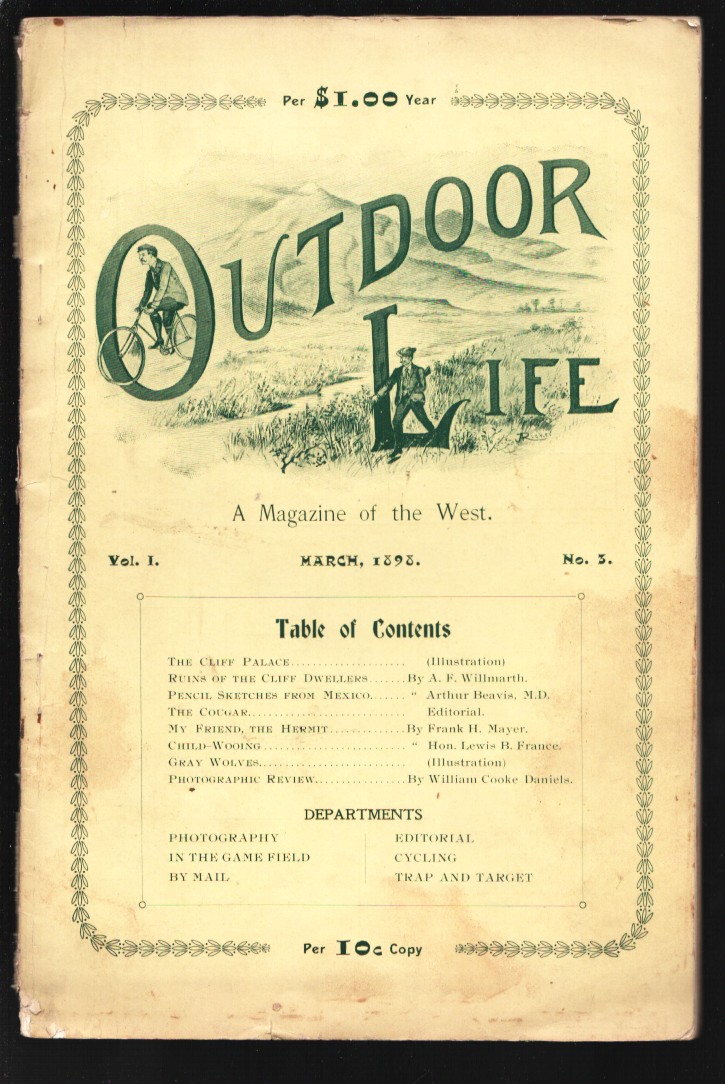 Per $1.00 Year
OUTDOOR
LIFE
A Magazine of the West.
Vol. I. MARCH, 1898. No. 3.
Table of Contents
THE CLIFF PALACE..................... (Illustration)
RUINS OF THE CLIFF DWELLERS.......By A. F. Willmarth.
PENCIL SKETCHES FROM MEXICO....... " Arthur Beavis, M.D.
THE COUGAR............................ Editorial.
MY FRIEND, THE HERMIT..............By Frank H. Mayer.
CHILD-WOOING.......................... " Hon. Lewis B. France.
GRAY WOLVES........................... (Illustration)
PHOTOGRAPHIC REVIEW.................By William Cooke Daniels.
DEPARTMENTS
PHOTOGRAPHY EDITORIAL
IN THE GAME FIELD CYCLING
BY MAIL TRAP AND TARGET
Per 10c Copy